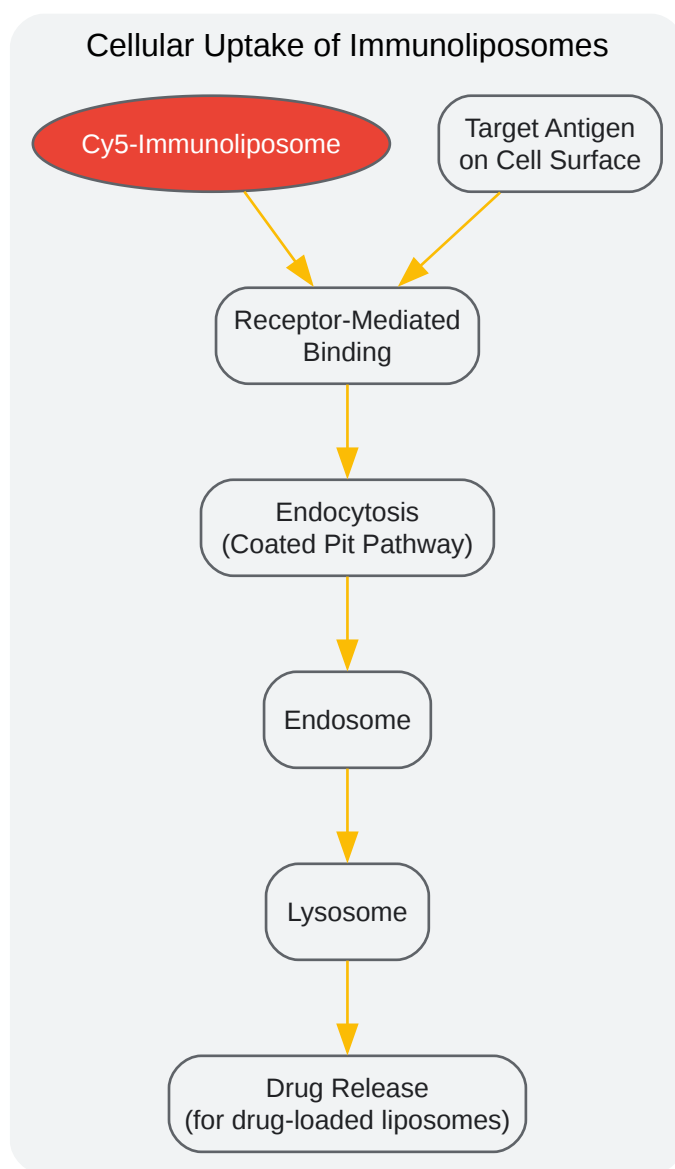 Cellular Uptake of Immunoliposomes
Cy5-Immunoliposome
Target Antigen
on Cell Surface
Receptor-Mediated
Binding
Endocytosis
(Coated Pit Pathway)
Endosome
Lysosome
Drug Release
(for drug-loaded liposomes)